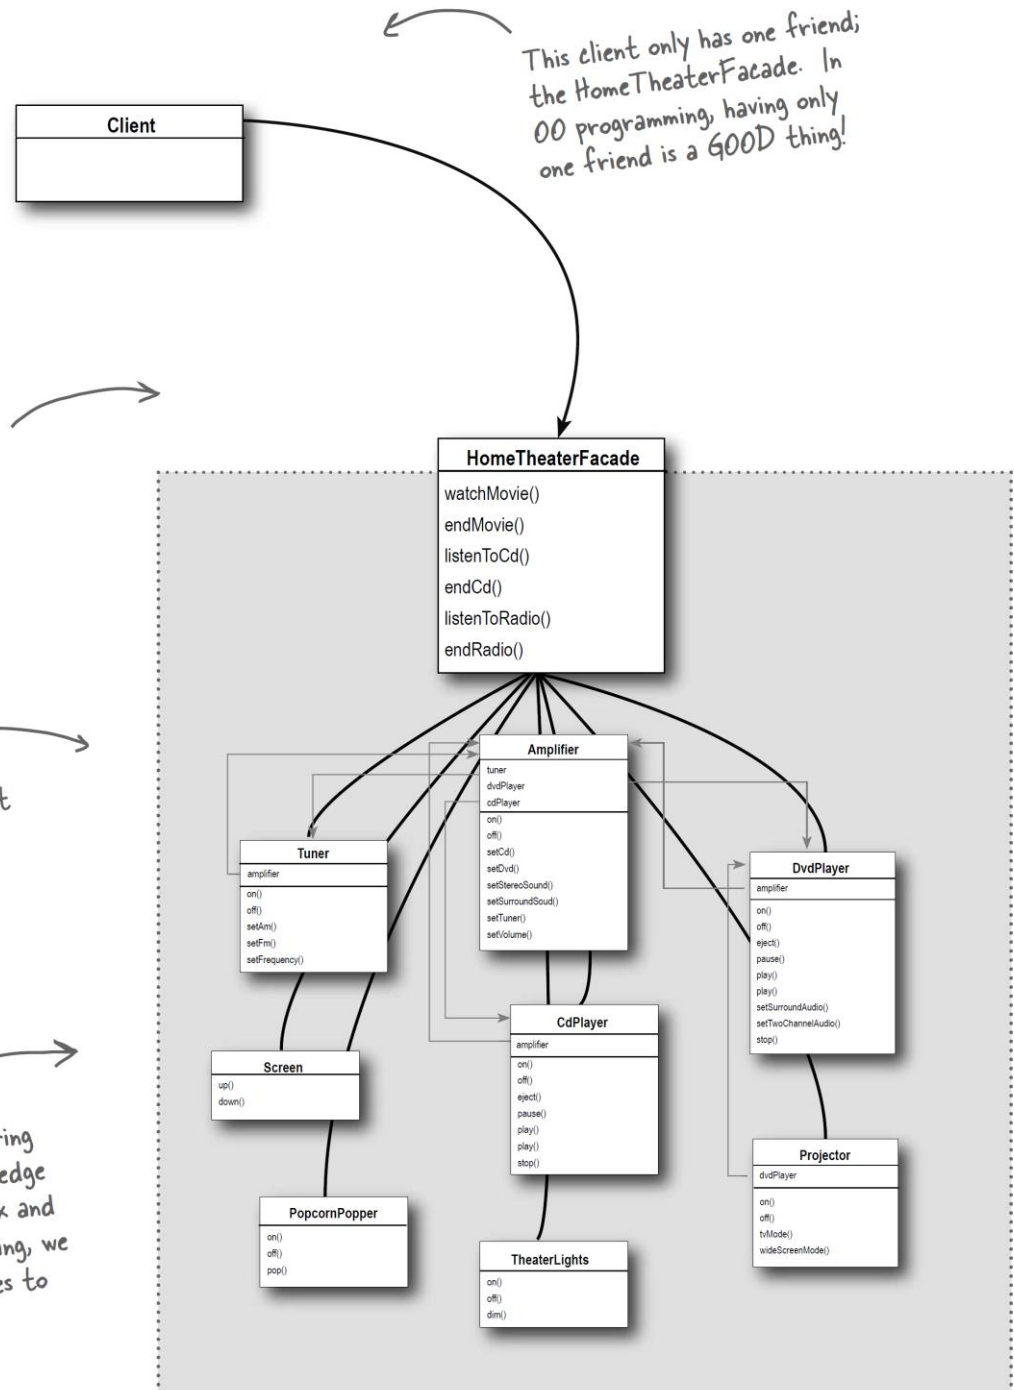 This client only has one friend;
the HomeTheaterFacade. In
OO programming, having only
one friend is a GOOD thing!
Client
HomeTheaterFacade
watchMovie()
endMovie()
listenToCd()
endCd()
listenToRadio()
endRadio()
Amplifier
tuner
dvdPlayer
cdPlayer
on()
off()
setCd()
setDvd()
setStereoSound()
setSurroundSoud()
setTuner()
setVolume()
Tuner
amplifier
on()
off()
setAm()
setFm()
setFrequency()
DvdPlayer
amplifier
on()
off()
eject()
pause()
play()
play()
setSurroundAudio()
setTwoChannelAudio()
stop()
Screen
up()
down()
CdPlayer
amplifier
on()
off()
eject()
pause()
play()
play()
stop()
PopcornPopper
on()
off()
pop()
TheaterLights
on()
off()
dim()
Projector
dvdPlayer
on()
off()
tvMode()
wideScreenMode()
edge
and
we
to